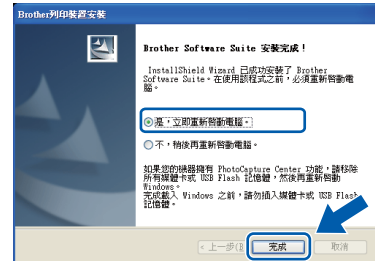 Brother列印裝置安裝
Brother Software Suite 安裝完成！
InstallShield Wizard 已成功安裝了 Brother
Software Suite。在使用該程式之前，必須重新啓動電
腦。
是，立即重新啓動電腦。
不，稍後再重新啓動電腦。
如果您的機器擁有 PhotoCapture Center 功能，請移除
所有媒體卡或 USB Flash 記憶體，然後再重新啓動
Windows。
完成載入 Windows 之前，請勿插入媒體卡或 USB Flash
記憶體。
< 上一步(B 完成 取消